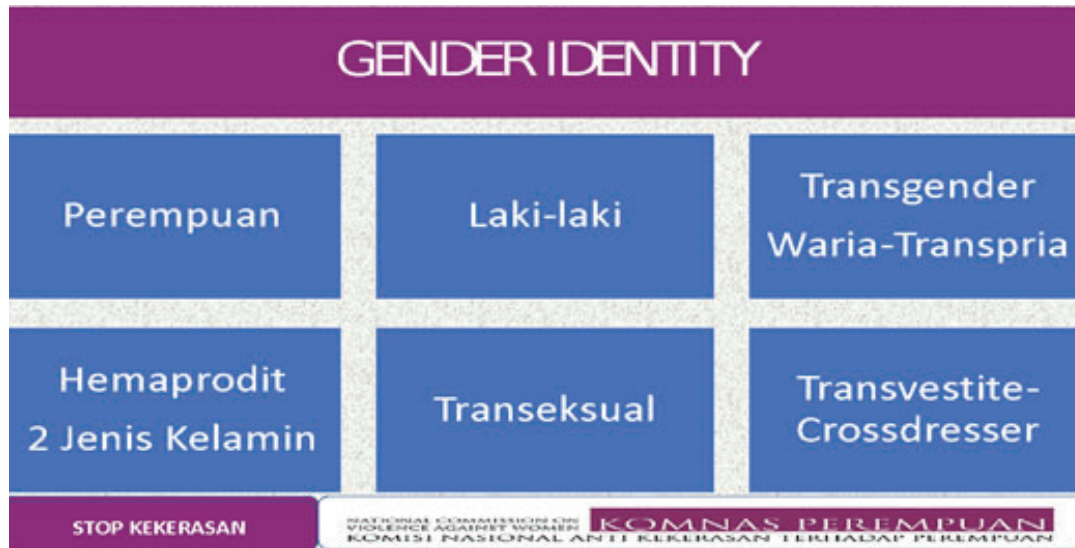 GENDER IDENTITY
Perempuan
Laki-laki
Transgender
Waria-Transpria
Hemaprodit
2 Jenis Kelamin
Transeksual
Transvestite-
Crossdresser
STOP KEKERASAN
NATIONAL COMMISSION ON
VIOLENCE AGAINST WOMEN
KOMNAS PEREMPUAN
KOMISI NASIONAL ANTI KEKERASAN TERHADAP PEREMPUAN